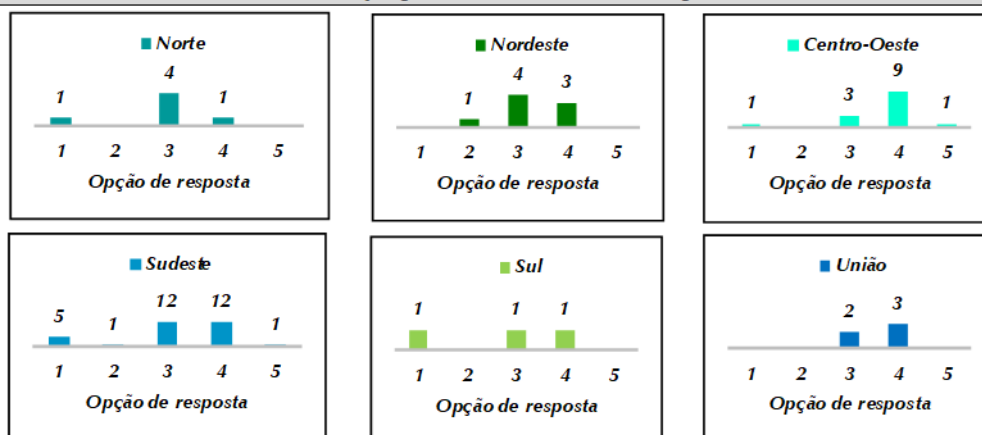 Norte
4
1 1
1 2 3 4 5
Opção de resposta
Nordeste
4
1 3
1 2 3 4 5
Opção de resposta
Centro-Oeste
9
1 3 1
1 2 3 4 5
Opção de resposta
Sudeste
5 1 12 12 1
1 2 3 4 5
Opção de resposta
Sul
1 1 1
1 2 3 4 5
Opção de resposta
União
2 3
1 2 3 4 5
Opção de resposta